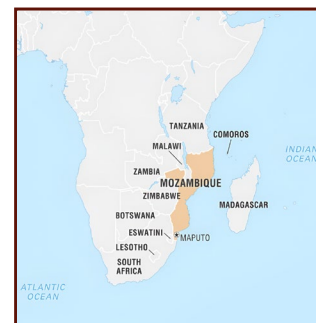 TANZANIA
COMOROS
MALAWI
INDIAN
OCEAN
ZAMBIA
MOZAMBIQUE
ZIMBABWE
MADAGASCAR
BOTSWANA
ESWATINI
MAPUTO
LESOTHO
SOUTH
AFRICA
ATLANTIC
OCEAN